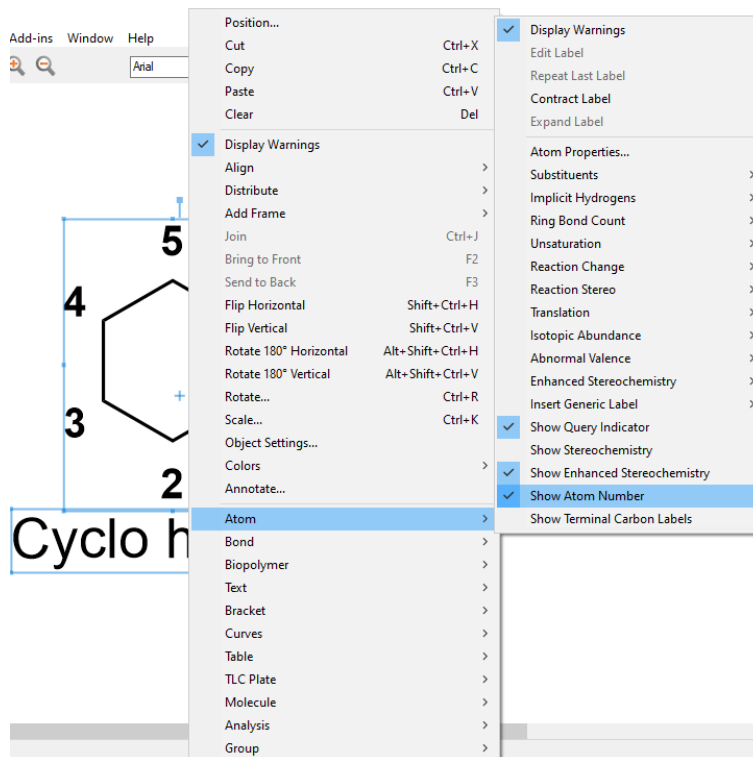 Add-ins Window Help
Arial
5
4
3
2
Cyclo h
Position...
Cut Ctrl+X
Copy Ctrl+C
Paste Ctrl+V
Clear Del
Display Warnings
Align
Distribute
Add Frame
Join Ctrl+J
Bring to Front F2
Send to Back F3
Flip Horizontal Shift+Ctrl+H
Flip Vertical Shift+Ctrl+V
Rotate 180° Horizontal Alt+Shift+Ctrl+H
Rotate 180° Vertical Alt+Shift+Ctrl+V
Rotate... Ctrl+R
Scale... Ctrl+K
Object Settings...
Colors
Annotate...
Atom
Bond
Biopolymer
Text
Bracket
Curves
Table
TLC Plate
Molecule
Analysis
Group
Display Warnings
Edit Label
Repeat Last Label
Contract Label
Expand Label
Atom Properties...
Substituents
Implicit Hydrogens
Ring Bond Count
Unsaturation
Reaction Change
Reaction Stereo
Translation
Isotopic Abundance
Abnormal Valence
Enhanced Stereochemistry
Insert Generic Label
Show Query Indicator
Show Stereochemistry
Show Enhanced Stereochemistry
Show Atom Number
Show Terminal Carbon Labels